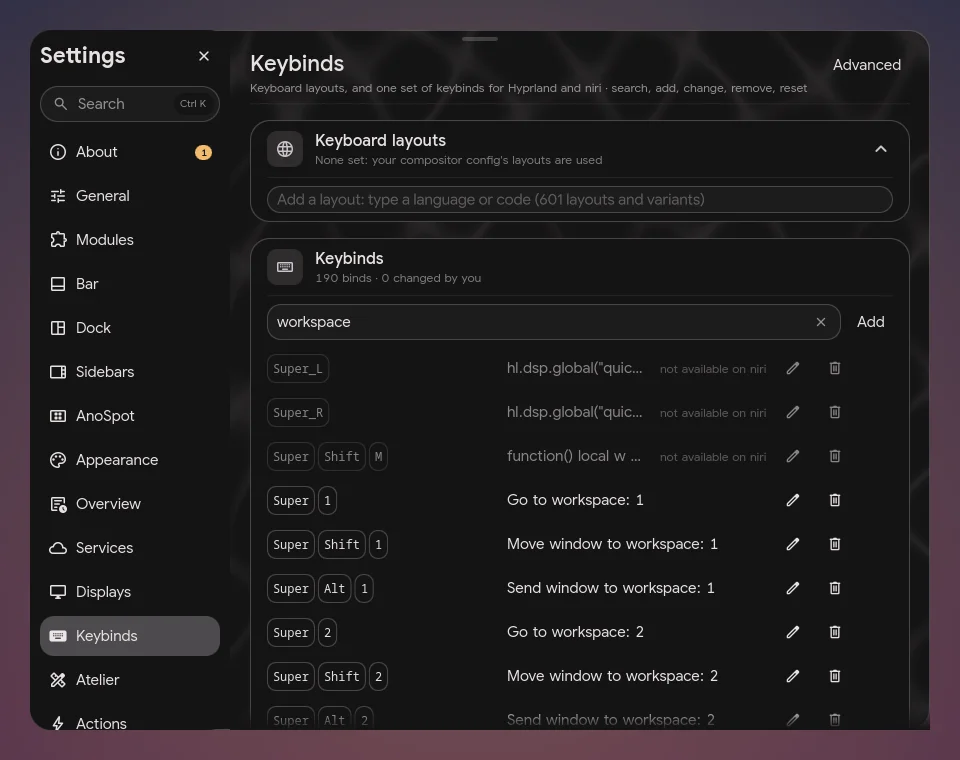 Settings
Search
Ctrl K
About
1
General
Modules
Bar
Dock
Sidebars
AnoSpot
Appearance
Overview
Services
Displays
Keybinds
Atelier
Actions
Keybinds
Advanced
Keyboard layouts, and one set of keybinds for Hyprland and niri · search, add, change, remove, reset
Keyboard layouts
None set: your compositor config's layouts are used
Add a layout: type a language or code (601 layouts and variants)
Keybinds
190 binds · 0 changed by you
workspace
Add
Super_L hl.dsp.global("quic... not available on niri
Super_R hl.dsp.global("quic... not available on niri
Super Shift M function() local w ... not available on niri
Super 1 Go to workspace: 1
Super Shift 1 Move window to workspace: 1
Super Alt 1 Send window to workspace: 1
Super 2 Go to workspace: 2
Super Shift 2 Move window to workspace: 2
Super Alt 2 Send window to workspace: 2